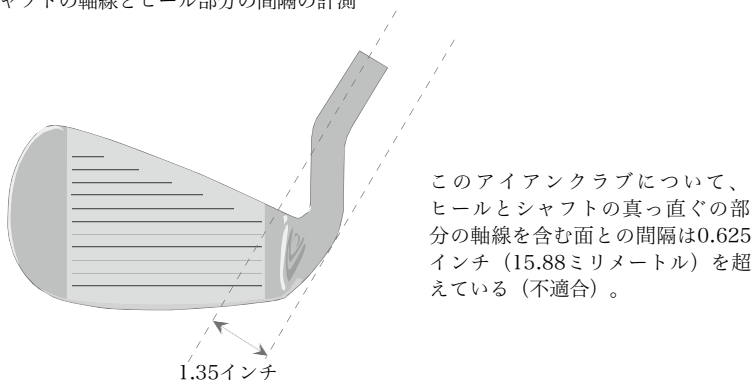 ャフトの軸線とヒール部分の間隔の計測
このアイアンクラブについて、
ヒールとシャフトの真っ直ぐの部
分の軸線を含む面との間隔は0.625
インチ（15.88ミリメートル）を超
えている（不適合）。
1.35インチ